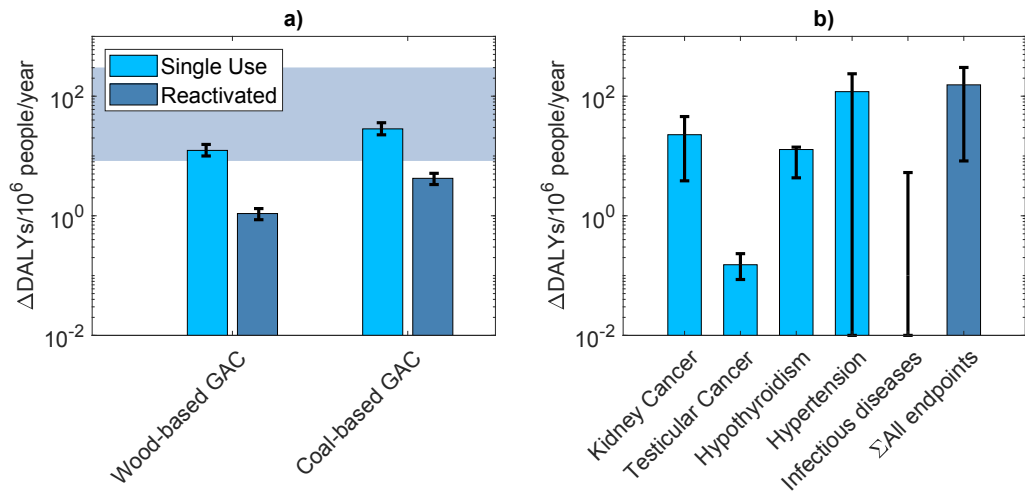 a)
ΔDALYs/10⁶ people/year
10²
10⁰
10⁻²
Single Use
Reactivated
Wood-based GAC
Coal-based GAC
b)
ΔDALYs/10⁶ people/year
10²
10⁰
10⁻²
Kidney Cancer
Testicular Cancer
Hypothyroidism
Hypertension
Infectious diseases
ΣAll endpoints